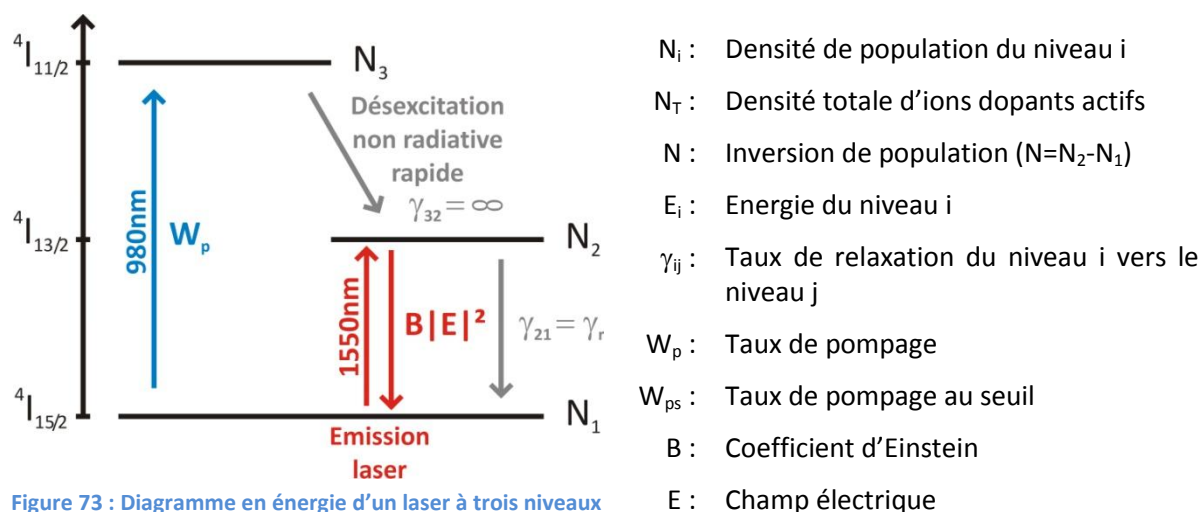 ⁴I₁₁/₂
N₃
Désexcitation
non radiative
rapide
γ₃₂=∞
980nm
Wₚ
⁴I₁₃/₂
N₂
1550nm
B|E|²
γ₂₁=γᵣ
⁴I₁₅/₂
N₁
Emission
laser
Figure 73 : Diagramme en énergie d'un laser à trois niveaux
Nᵢ : Densité de population du niveau i
N_T : Densité totale d'ions dopants actifs
N : Inversion de population (N=N₂-N₁)
Eᵢ : Energie du niveau i
γᵢⱼ : Taux de relaxation du niveau i vers le
niveau j
Wₚ : Taux de pompage
Wₚₛ : Taux de pompage au seuil
B : Coefficient d'Einstein
E : Champ électrique